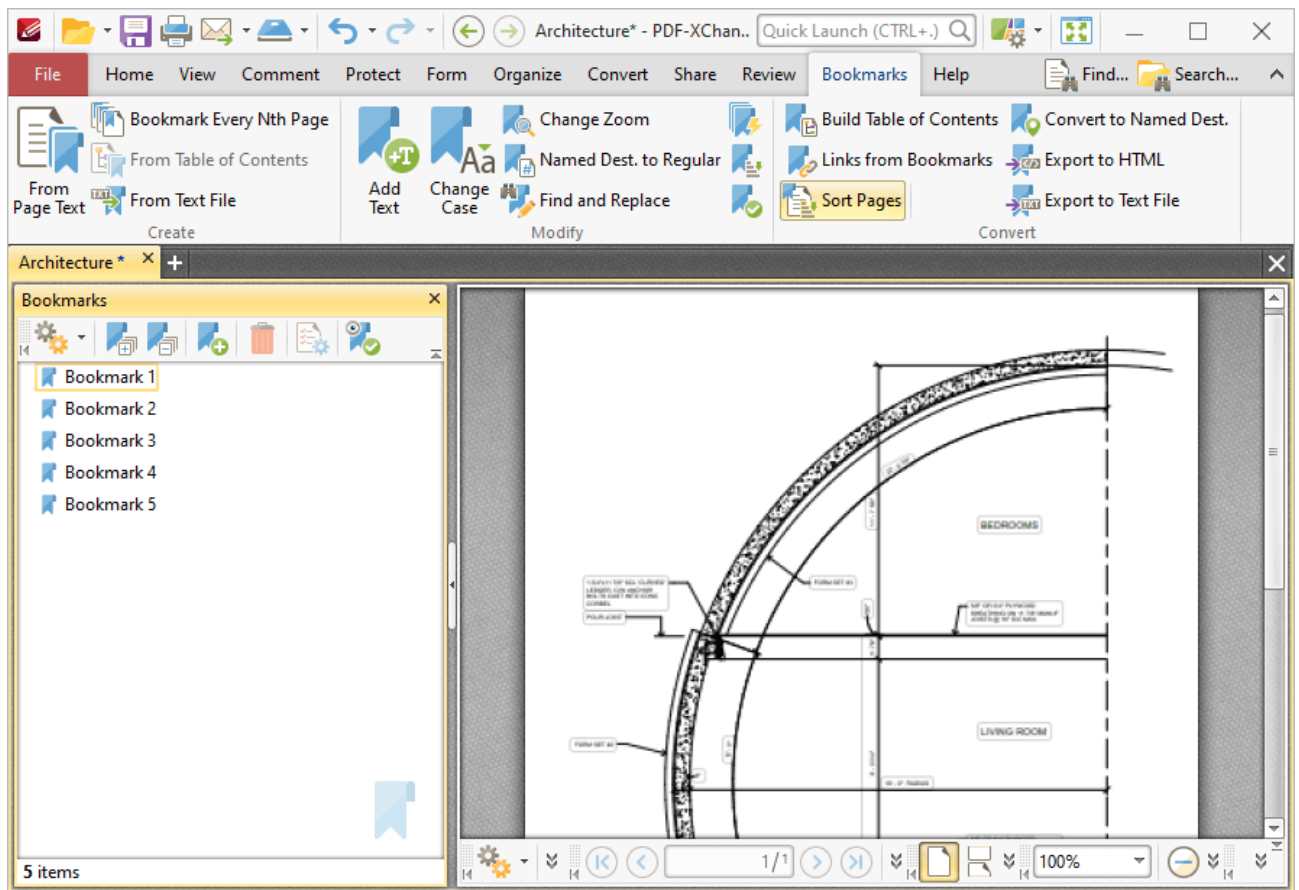 Architecture* - PDF-XChan..
Quick Launch (CTRL+.)
File Home View Comment Protect Form Organize Convert Share Review Bookmarks Help Find... Search...
From Page Text
Bookmark Every Nth Page
From Table of Contents
From Text File
Create
Add Text
Change Case
Change Zoom
Named Dest. to Regular
Find and Replace
Modify
Build Table of Contents
Links from Bookmarks
Sort Pages
Convert to Named Dest.
Export to HTML
Export to Text File
Convert
Architecture *
Bookmarks
Bookmark 1
Bookmark 2
Bookmark 3
Bookmark 4
Bookmark 5
5 items
BEDROOMS
POUR JOINT
LIVING ROOM
1/1
100%